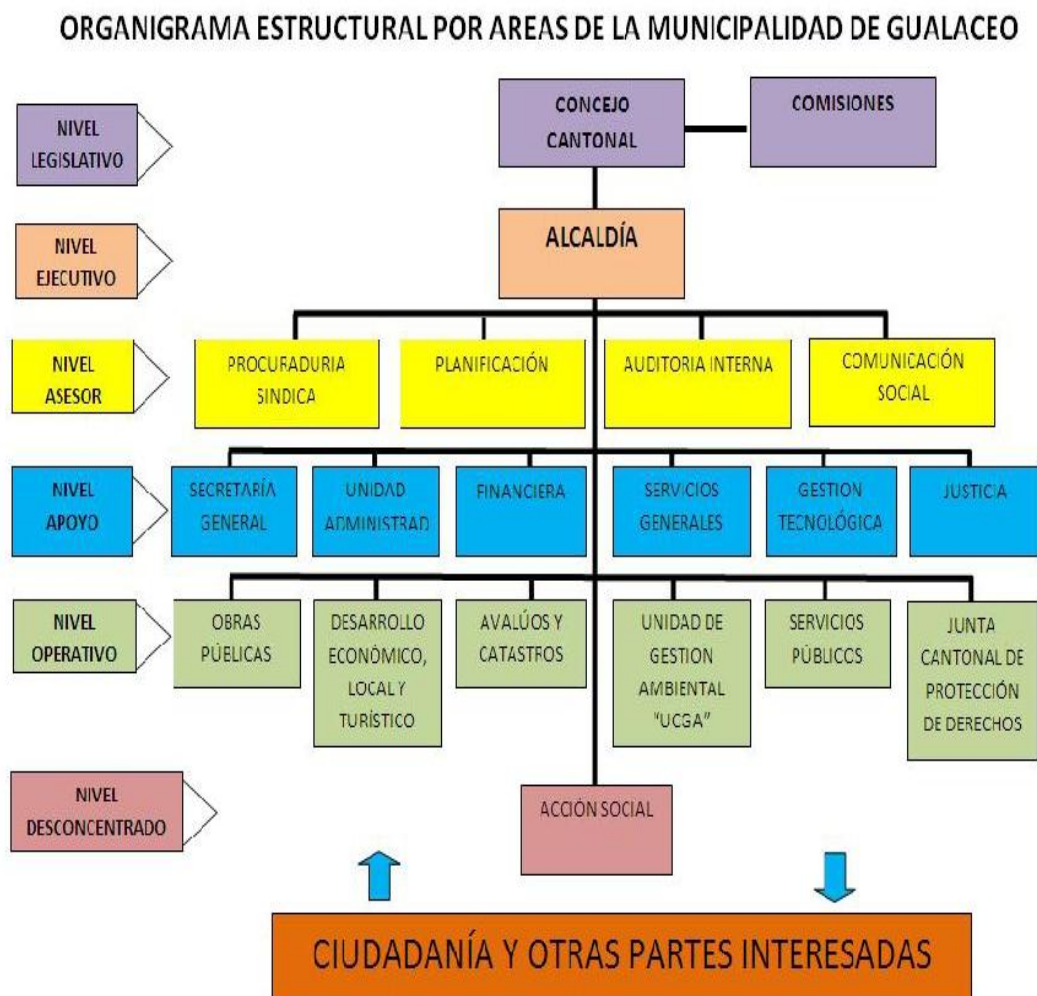 ORGANIGRAMA ESTRUCTURAL POR AREAS DE LA MUNICIPALIDAD DE GUALACEO
NIVEL
LEGISLATIVO
CONCEJO
CANTONAL
COMISIONES
NIVEL
EJECUTIVO
ALCALDÍA
NIVEL
ASESOR
PROCURADURIA
SINDICA
PLANIFICACIÓN
AUDITORIA INTERNA
COMUNICACIÓN
SOCIAL
NIVEL
APOYO
SECRETARÍA
GENERAL
UNIDAD
ADMINISTRAD
FINANCIERA
SERVICIOS
GENERALES
GESTION
TECNOLÓGICA
JUSTICIA
NIVEL
OPERATIVO
OBRAS
PÚBLICAS
DESARROLLO
ECONÓMICO,
LOCAL Y
TURÍSTICO
AVALÚOS Y
CATASTROS
UNIDAD DE
GESTION
AMBIENTAL
"UCGA"
SERVICIOS
PÚBLICOS
JUNTA
CANTONAL DE
PROTECCIÓN
DE DERECHOS
NIVEL
DESCONCENTRADO
ACCIÓN SOCIAL
CIUDADANÍA Y OTRAS PARTES INTERESADAS